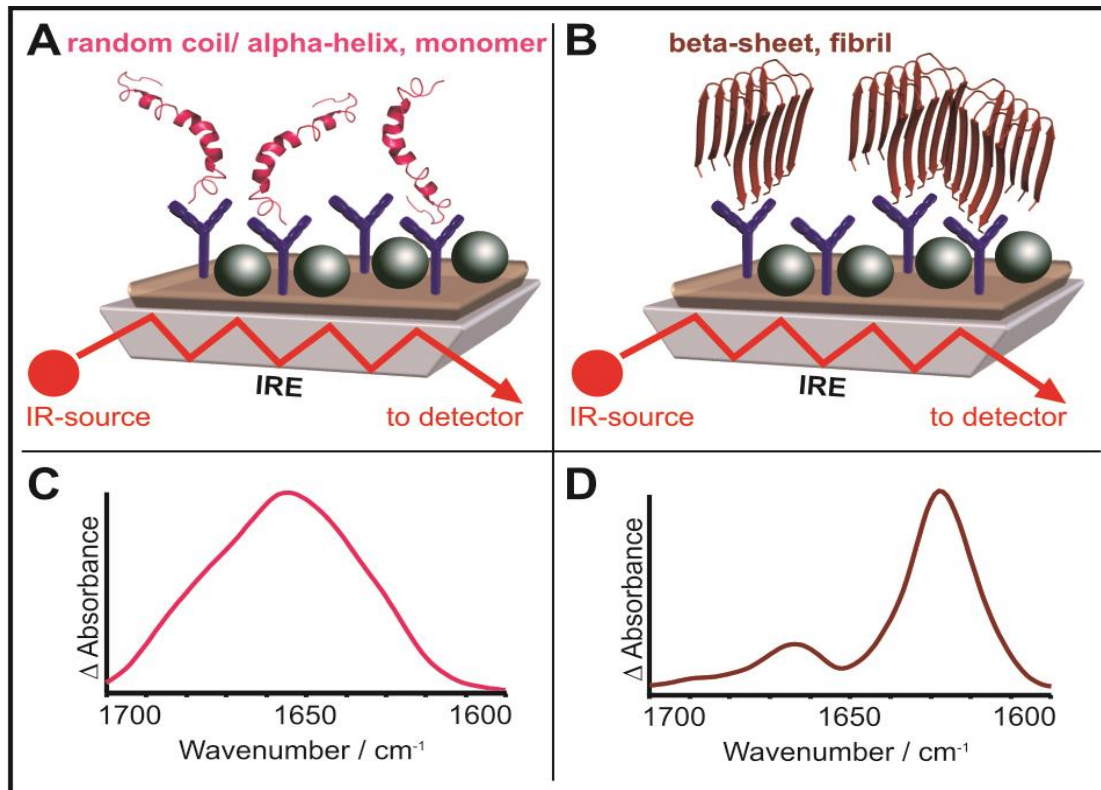 A random coil/ alpha-helix, monomer
IRE
IR-source
to detector
B beta-sheet, fibril
IRE
IR-source
to detector
C
Δ Absorbance
1700 1650 1600
Wavenumber / cm⁻¹
D
Δ Absorbance
1700 1650 1600
Wavenumber / cm⁻¹